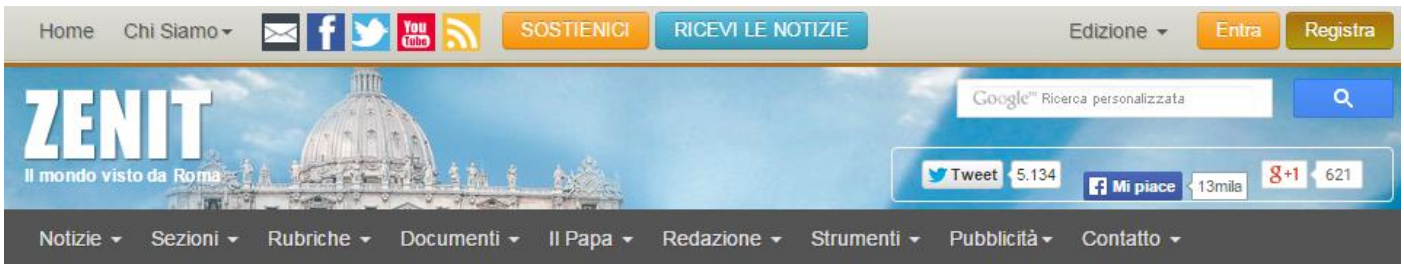 Home Chi Siamo You Tube SOSTIENICI RICEVI LE NOTIZIE Edizione Entra Registra
ZENIT
Il mondo visto da Roma
Google™ Ricerca personalizzata
Tweet 5.134 Mi piace 13mila g+1 621
Notizie Sezioni Rubriche Documenti Il Papa Redazione Strumenti Pubblicità Contatto